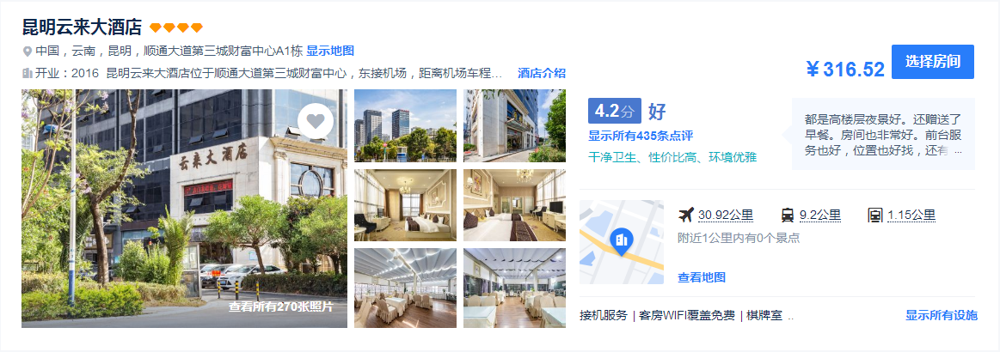 昆明云来大酒店
中国，云南，昆明，顺通大道第三城财富中心A1栋 显示地图
开业：2016 昆明云来大酒店位于顺通大道第三城财富中心，东接机场，距离机场车程… 酒店介绍
云来大酒店
查看所有270张照片
¥316.52 选择房间
4.2分 好
显示所有435条点评
干净卫生、性价比高、环境优雅
都是高楼层夜景好。还赠送了
早餐。房间也非常好。前台服
务也好，位置也好找，还有 ...
30.92公里 9.2公里 1.15公里
附近1公里内有0个景点
查看地图
接机服务 | 客房WIFI覆盖免费 | 棋牌室 ..
显示所有设施